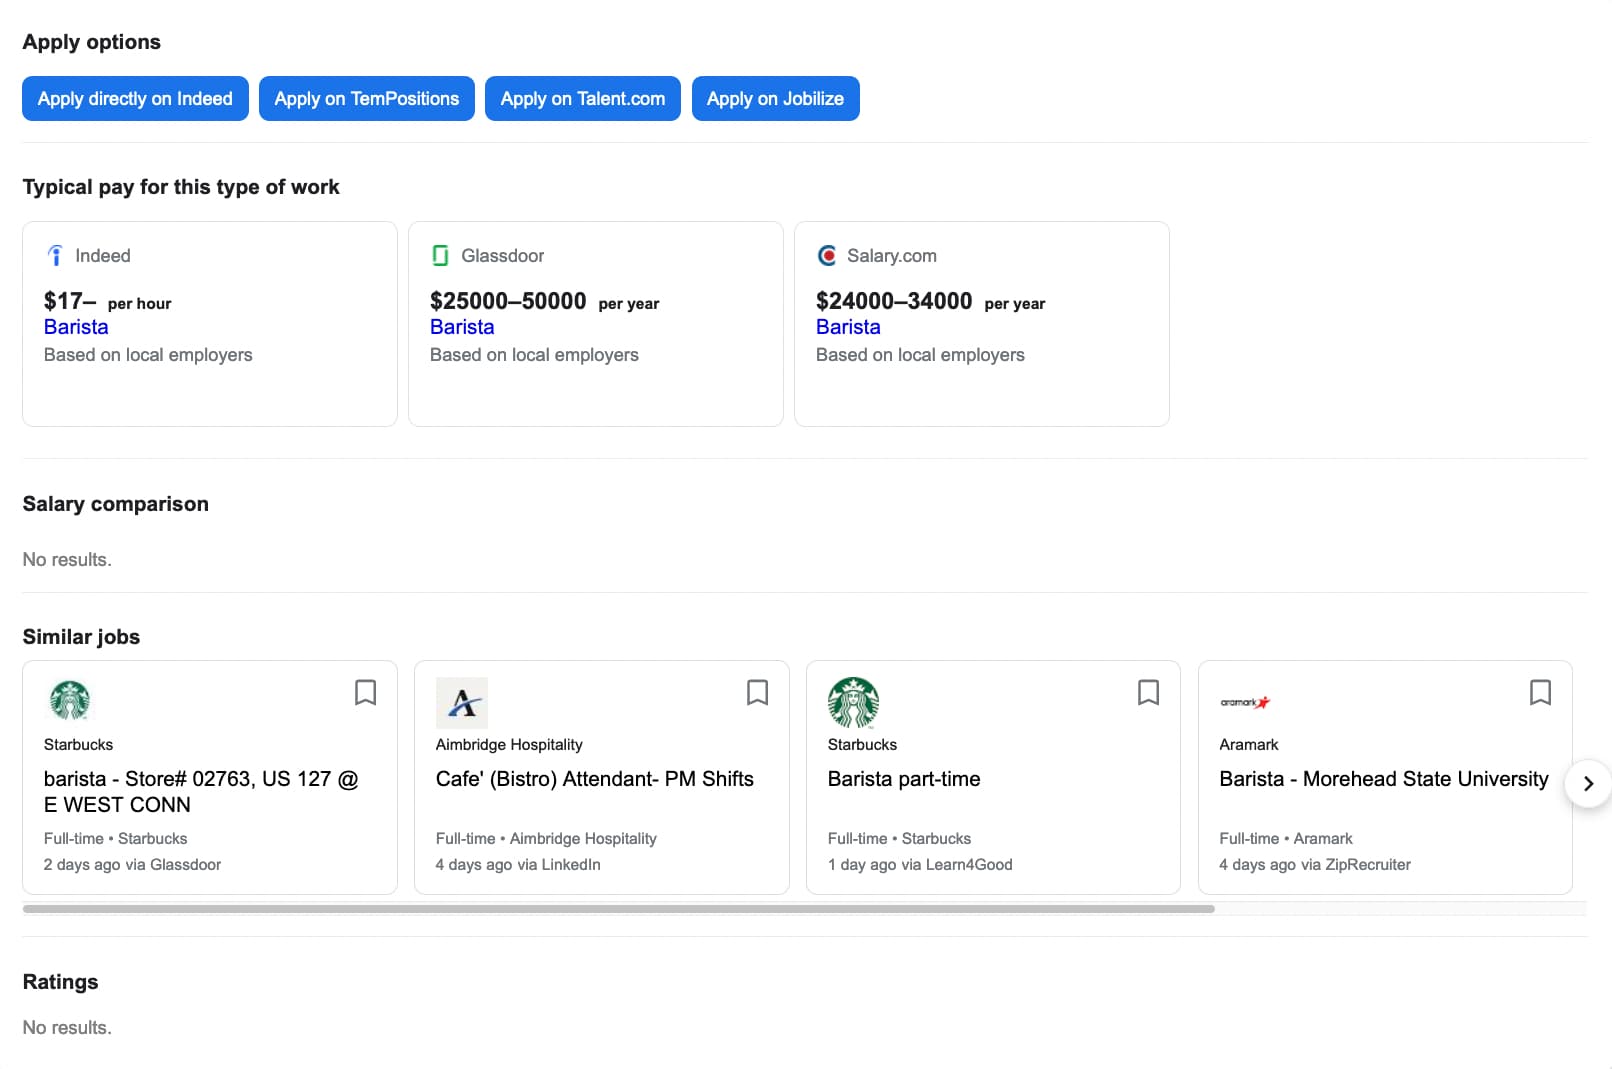 Apply options
Apply directly on Indeed
Apply on TemPositions
Apply on Talent.com
Apply on Jobilize
Typical pay for this type of work
Indeed
$17– per hour
Barista
Based on local employers
Glassdoor
$25000–50000 per year
Barista
Based on local employers
Salary.com
$24000–34000 per year
Barista
Based on local employers
Salary comparison
No results.
Similar jobs
Starbucks
barista - Store# 02763, US 127 @
E WEST CONN
Full-time • Starbucks
2 days ago via Glassdoor
A
Aimbridge Hospitality
Cafe' (Bistro) Attendant- PM Shifts
Full-time • Aimbridge Hospitality
4 days ago via LinkedIn
Starbucks
Barista part-time
Full-time • Starbucks
1 day ago via Learn4Good
aramark
Aramark
Barista - Morehead State University
Full-time • Aramark
4 days ago via ZipRecruiter
Ratings
No results.